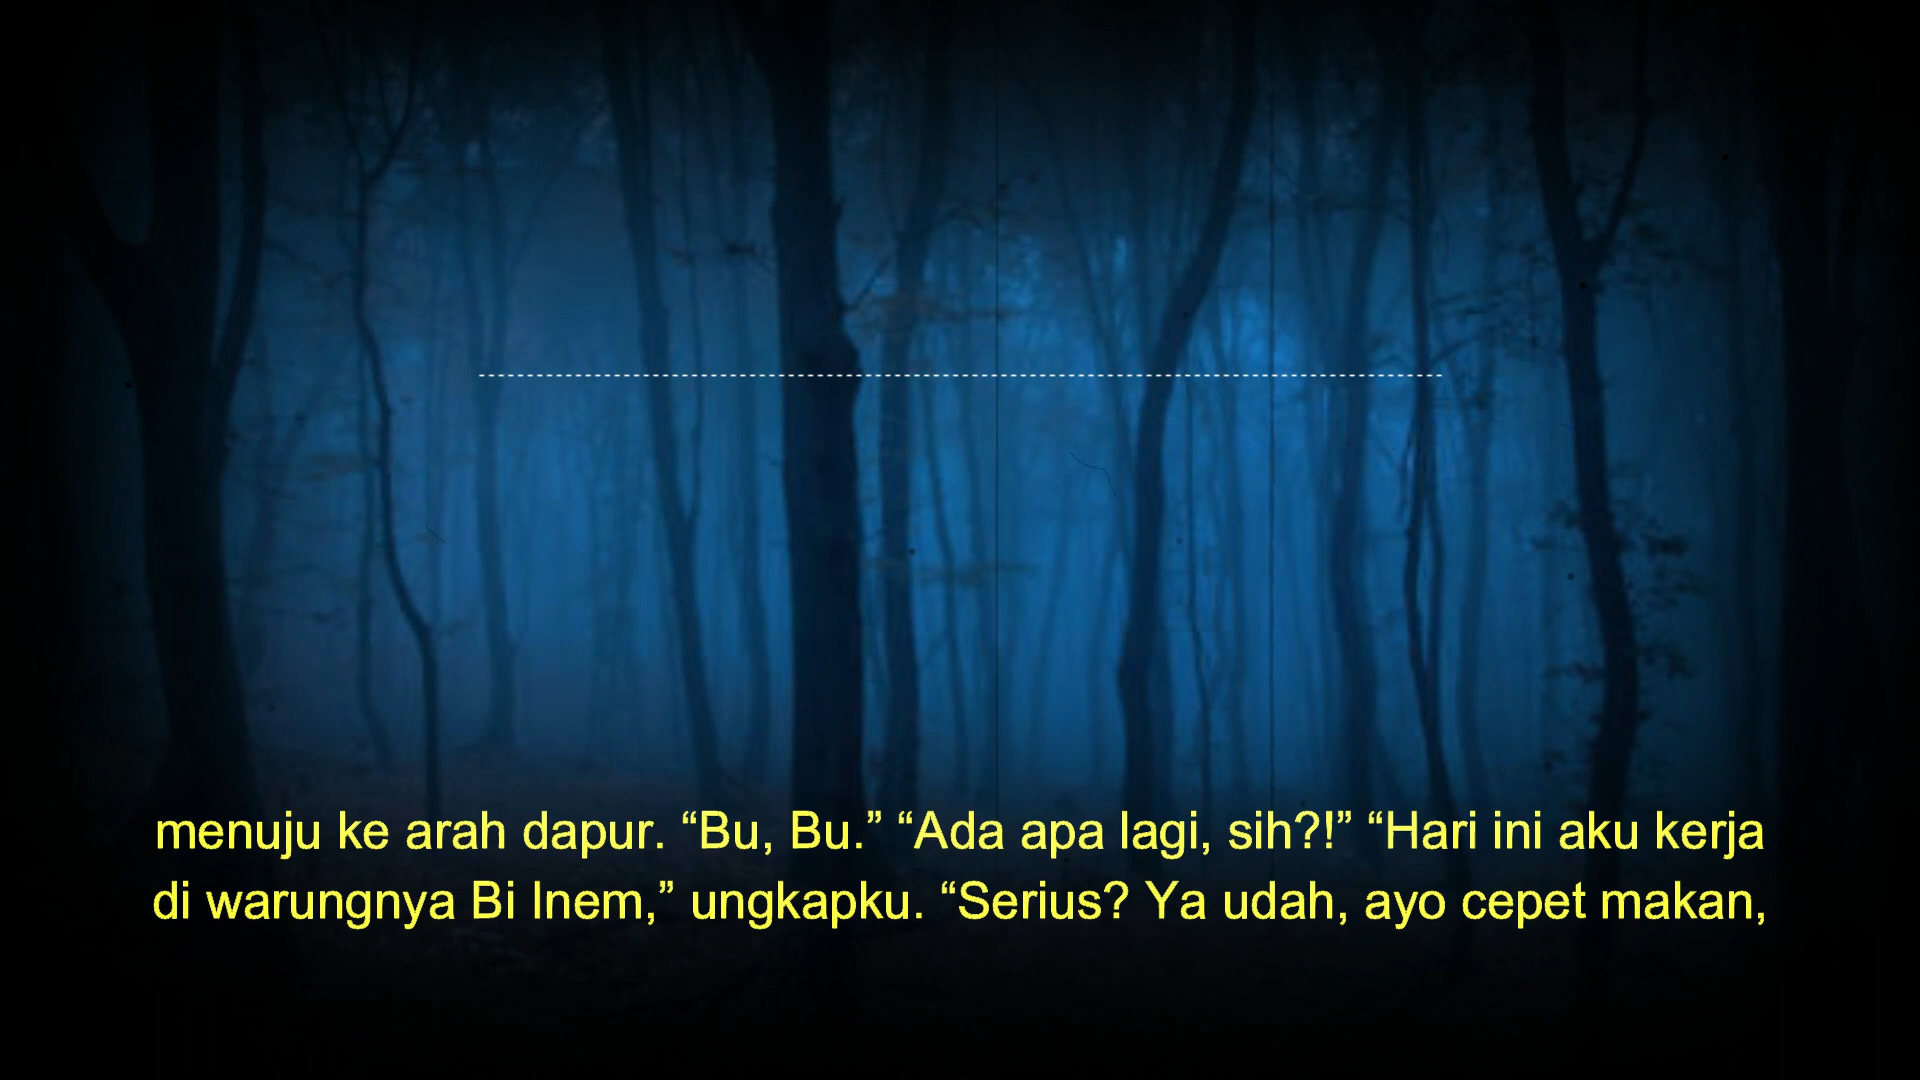 menuju ke arah dapur. “Bu, Bu.” “Ada apa lagi, sih?!” “Hari ini aku kerja
di warungnya Bi Inem,” ungkapku. “Serius? Ya udah, ayo cepet makan,